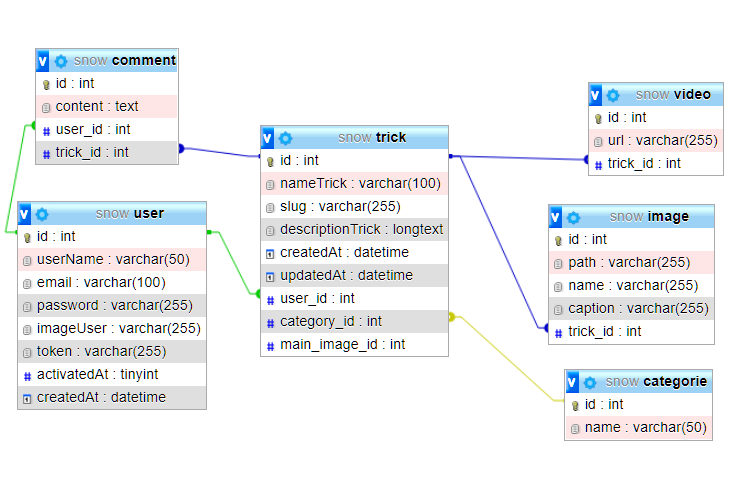 v snow comment
id : int
content : text
user_id : int
trick_id : int
v snow user
id : int
userName : varchar(50)
email : varchar(100)
password : varchar(255)
imageUser : varchar(255)
token : varchar(255)
activatedAt : tinyint
createdAt : datetime
v snow trick
id : int
nameTrick : varchar(100)
slug : varchar(255)
descriptionTrick : longtext
createdAt : datetime
updatedAt : datetime
user_id : int
category_id : int
main_image_id : int
v snow video
id : int
url : varchar(255)
trick_id : int
v snow image
id : int
path : varchar(255)
name : varchar(255)
caption : varchar(255)
trick_id : int
v snow categorie
id : int
name : varchar(50)